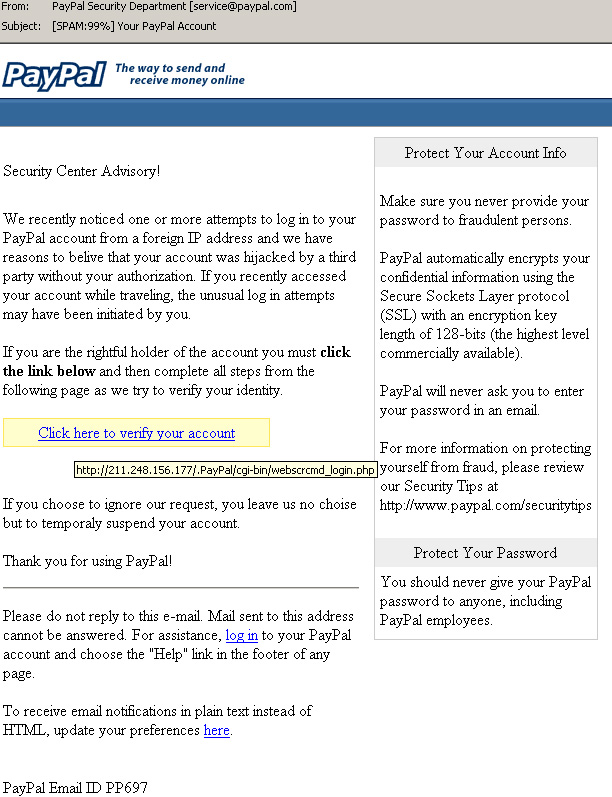 From: PayPal Security Department [service@paypal.com]
Subject: [SPAM:99%] Your PayPal Account
PayPal The way to send and
receive money online
Security Center Advisory!
We recently noticed one or more attempts to log in to your
PayPal account from a foreign IP address and we have
reasons to belive that your account was hijacked by a third
party without your authorization. If you recently accessed
your account while traveling, the unusual log in attempts
may have been initiated by you.
If you are the rightful holder of the account you must click
the link below and then complete all steps from the
following page as we try to verify your identity.
Click here to verify your account
http://211.248.156.177/.PayPal/cgi-bin/webscrcmd_login.php
If you choose to ignore our request, you leave us no choise
but to temporaly suspend your account.
Thank you for using PayPal!
Please do not reply to this e-mail. Mail sent to this address
cannot be answered. For assistance, log in to your PayPal
account and choose the "Help" link in the footer of any
page.
To receive email notifications in plain text instead of
HTML, update your preferences here.
PayPal Email ID PP697
Protect Your Account Info
Make sure you never provide your
password to fraudulent persons.
PayPal automatically encrypts your
confidential information using the
Secure Sockets Layer protocol
(SSL) with an encryption key
length of 128-bits (the highest level
commercially available).
PayPal will never ask you to enter
your password in an email.
For more information on protecting
yourself from fraud, please review
our Security Tips at
http://www.paypal.com/securitytips
Protect Your Password
You should never give your PayPal
password to anyone, including
PayPal employees.